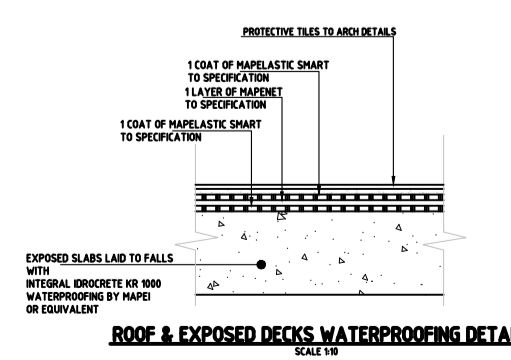 PROTECTIVE TILES TO ARCH DETAILS
1 COAT OF MAPELASTIC SMART
TO SPECIFICATION
1 LAYER OF MAPENET
TO SPECIFICATION
1 COAT OF MAPELASTIC SMART
TO SPECIFICATION
EXPOSED SLABS LAID TO FALLS
WITH
INTEGRAL IDROCRETE KR 1000
WATERPROOFING BY MAPEI
OR EQUIVALENT
ROOF & EXPOSED DECKS WATERPROOFING DETA
SCALE 1:10